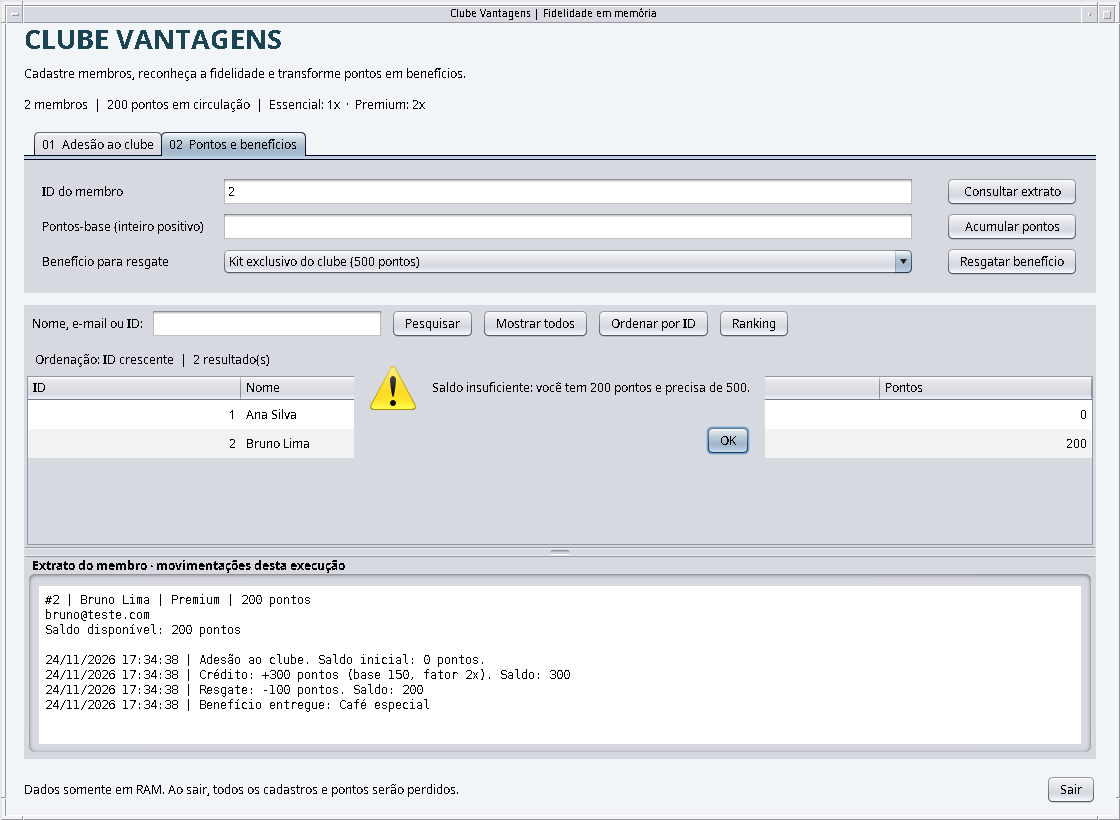 Clube Vantagens | Fidelidade em memória
CLUBE VANTAGENS
Cadastre membros, reconheça a fidelidade e transforme pontos em benefícios.
2 membros | 200 pontos em circulação | Essencial: 1x · Premium: 2x
01 Adesão ao clube 02 Pontos e benefícios
ID do membro 2 Consultar extrato
Pontos-base (inteiro positivo) Acumular pontos
Benefício para resgate Kit exclusivo do clube (500 pontos) Resgatar benefício
Nome, e-mail ou ID: Pesquisar Mostrar todos Ordenar por ID Ranking
Ordenação: ID crescente | 2 resultado(s)
ID Nome Pontos
Saldo insuficiente: você tem 200 pontos e precisa de 500.
1 Ana Silva 0
2 Bruno Lima 200
OK
Extrato do membro · movimentações desta execução
#2 | Bruno Lima | Premium | 200 pontos
bruno@teste.com
Saldo disponível: 200 pontos
24/11/2026 17:34:38 | Adesão ao clube. Saldo inicial: 0 pontos.
24/11/2026 17:34:38 | Crédito: +300 pontos (base 150, fator 2x). Saldo: 300
24/11/2026 17:34:38 | Resgate: -100 pontos. Saldo: 200
24/11/2026 17:34:38 | Benefício entregue: Café especial
Dados somente em RAM. Ao sair, todos os cadastros e pontos serão perdidos.
Sair